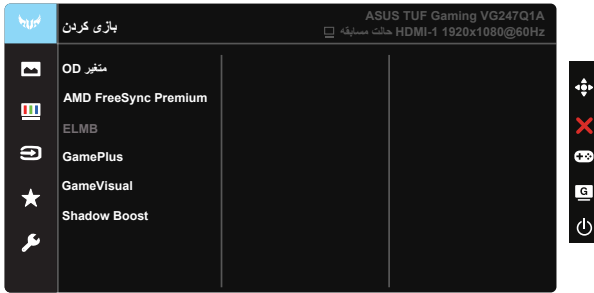 بازی کردن
ASUS TUF Gaming VG247Q1A
حالت مسابقه HDMI-1 1920x1080@60Hz
متغیر OD
AMD FreeSync Premium
ELMB
GamePlus
GameVisual
Shadow Boost
G